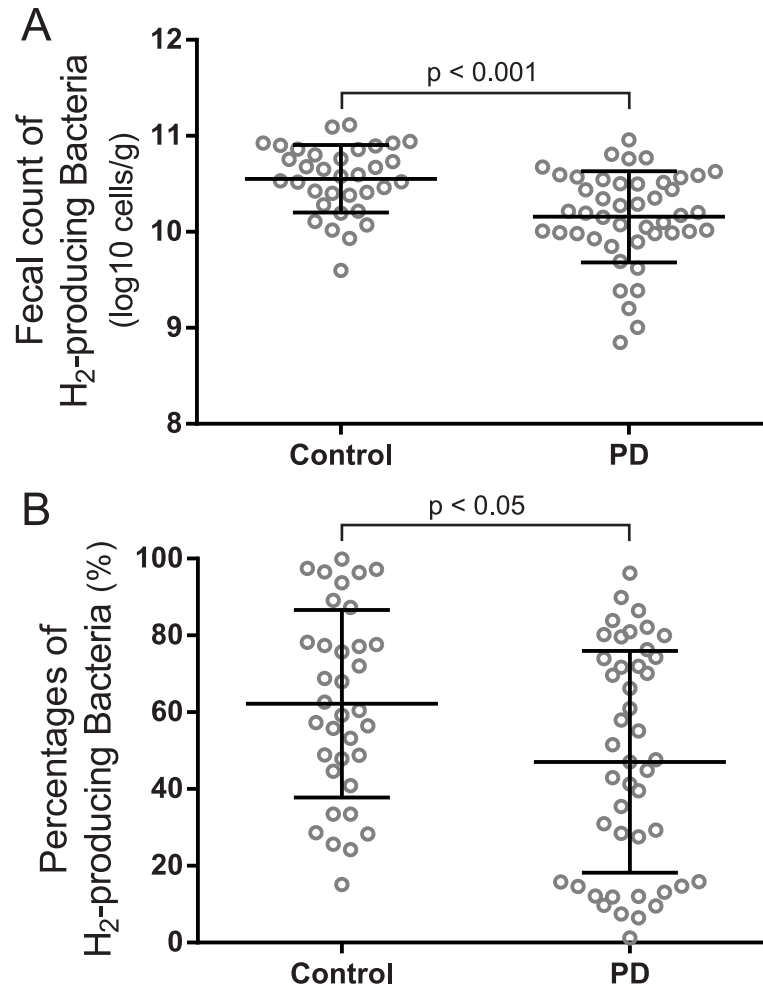 A
Fecal count of
H₂-producing Bacteria
(log10 cells/g)
12
11
10
9
8
p < 0.001
Control
PD
B
Percentages of
H₂-producing Bacteria (%)
100
80
60
40
20
0
p < 0.05
Control
PD